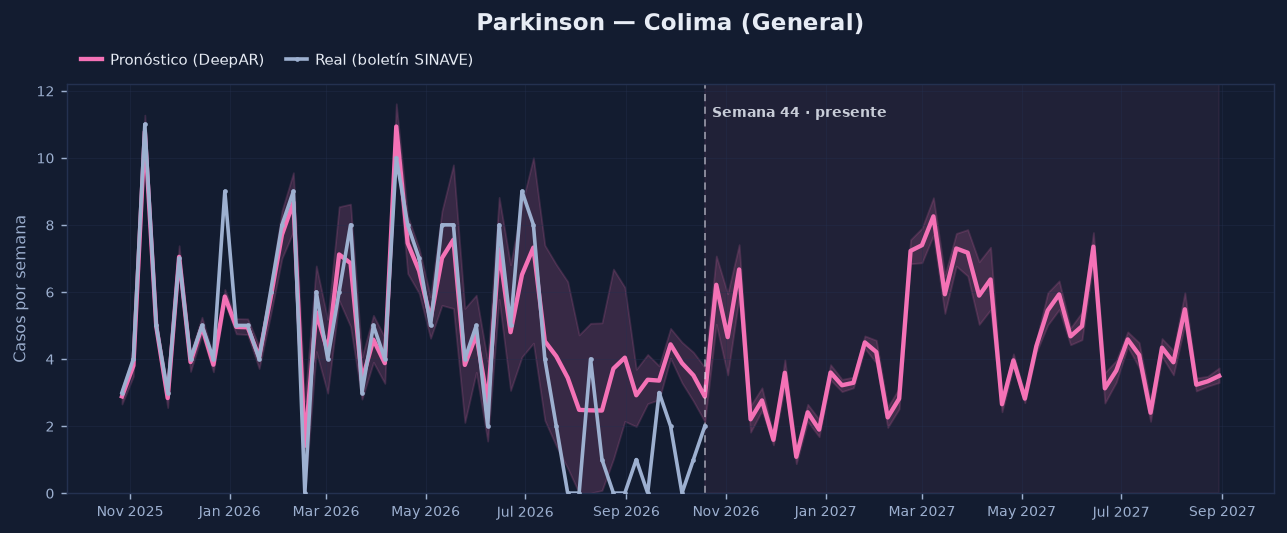 Parkinson — Colima (General)
Pronóstico (DeepAR) Real (boletín SINAVE)
Casos por semana
12
10
8
6
4
2
0
Semana 44 · presente
Nov 2025 Jan 2026 Mar 2026 May 2026 Jul 2026 Sep 2026 Nov 2026 Jan 2027 Mar 2027 May 2027 Jul 2027 Sep 2027